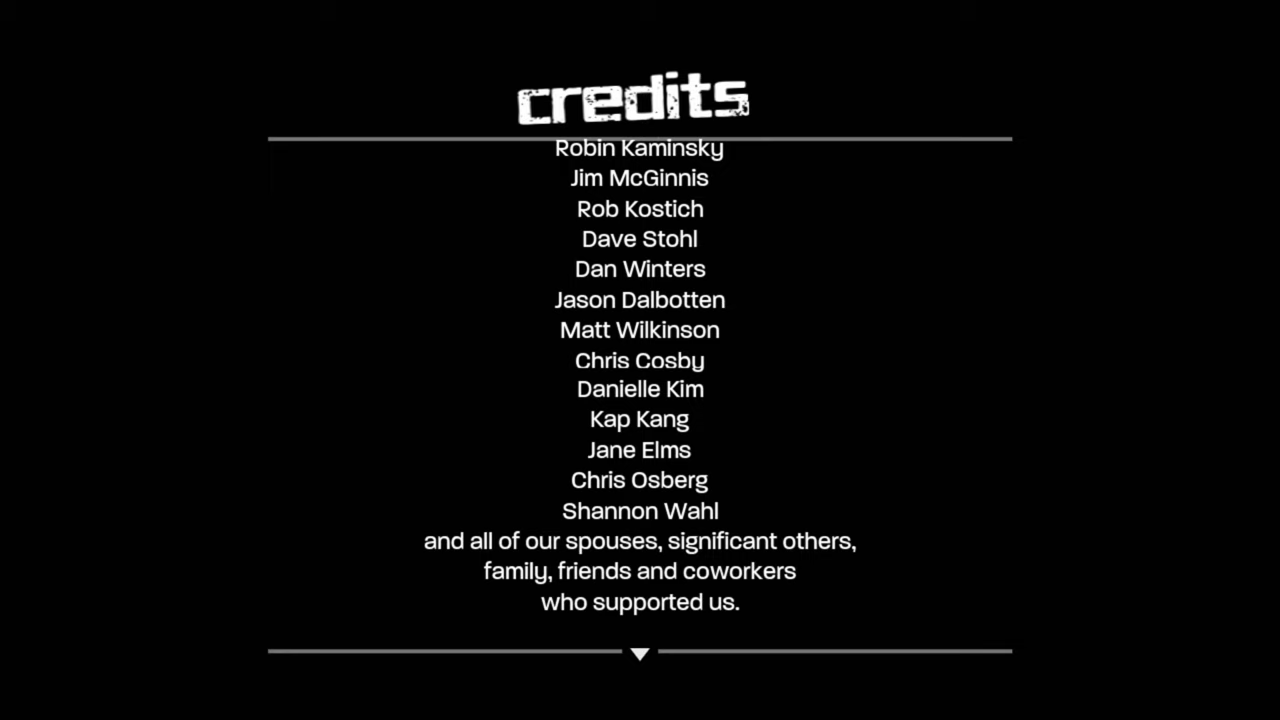 credits
Robin Kaminsky
Jim McGinnis
Rob Kostich
Dave Stohl
Dan Winters
Jason Dalbotten
Matt Wilkinson
Chris Cosby
Danielle Kim
Kap Kang
Jane Elms
Chris Osberg
Shannon Wahl
and all of our spouses, significant others,
family, friends and coworkers
who supported us.